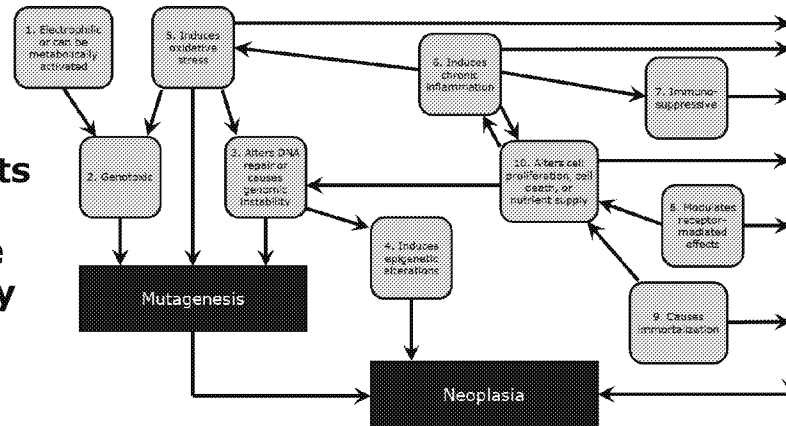 1. Electrophilic
or can be
metabolically
activated
5. Induces
oxidative
stress
6. Induces
chronic
inflammation
7. Immuno-
suppressive
2. Genotoxic
3. Alters DNA
repair or
causes
genomic
instability
10. Alters cell
proliferation, cell
death, or
nutrient supply
8. Modulates
receptor-
mediated
effects
4. Induces
epigenetic
alterations
9. Causes
immortalization
Mutagenesis
Neoplasia